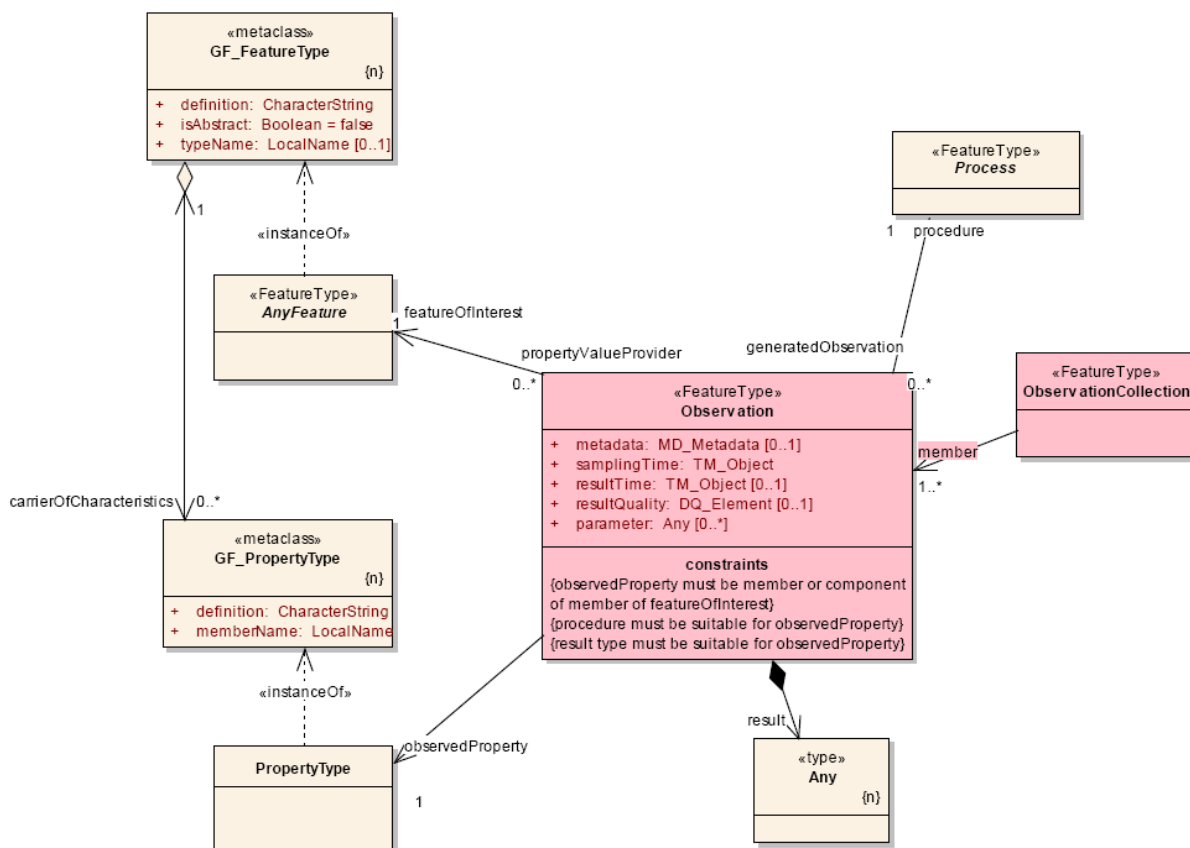 «metaclass»
GF_FeatureType
{n}
+ definition: CharacterString
+ isAbstract: Boolean = false
+ typeName: LocalName [0..1]
1
«instanceOf»
«FeatureType»
Process
1 procedure
«FeatureType»
AnyFeature
featureOfInterest
1
propertyValueProvider
0..*
generatedObservation
0..*
«FeatureType»
ObservationCollection
member
1..*
«FeatureType»
Observation
+ metadata: MD_Metadata [0..1]
+ samplingTime: TM_Object
+ resultTime: TM_Object [0..1]
+ resultQuality: DQ_Element [0..1]
+ parameter: Any [0..*]
constraints
{observedProperty must be member or component
of member of featureOfInterest}
{procedure must be suitable for observedProperty}
{result type must be suitable for observedProperty}
carrierOfCharacteristics
0..*
«metaclass»
GF_PropertyType
{n}
+ definition: CharacterString
+ memberName: LocalName
«instanceOf»
PropertyType
observedProperty
1
result
«type»
Any
{n}